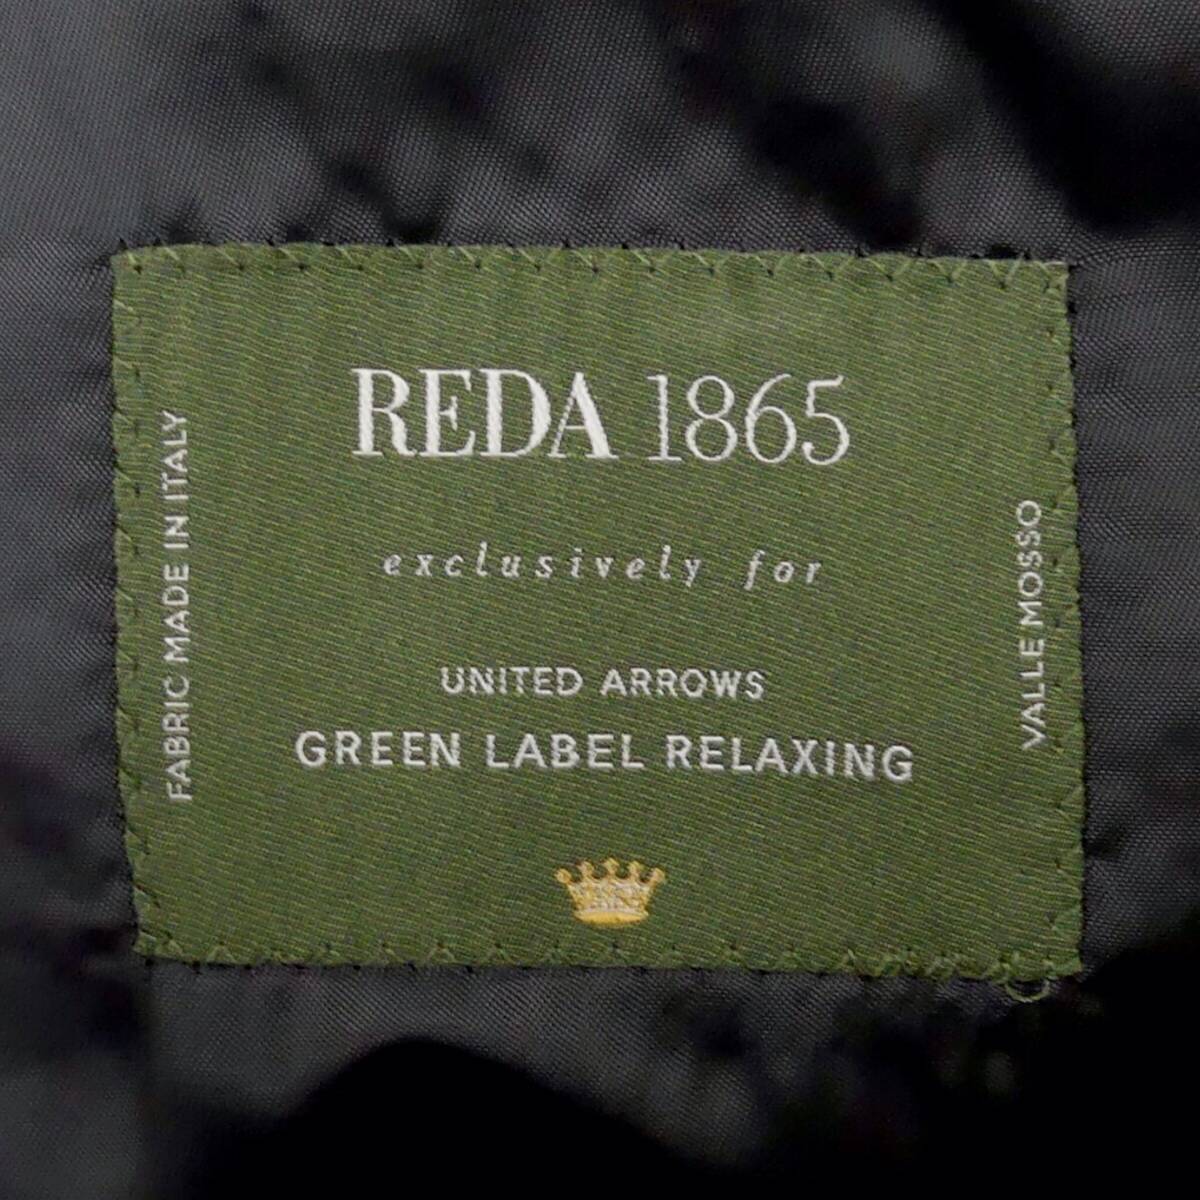 REDA 1865
exclusively for
UNITED ARROWS
GREEN LABEL RELAXING
FABRIC MADE IN ITALY
VALLE MOSSO